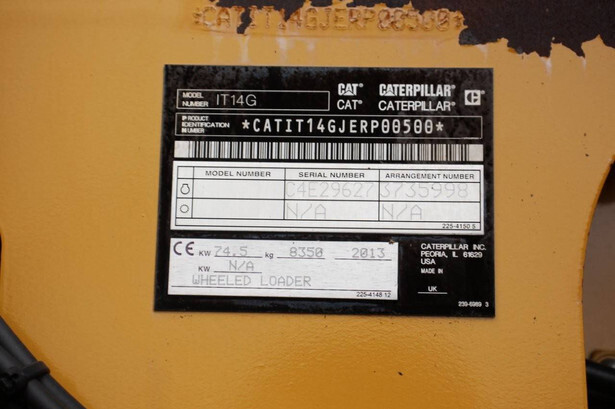 *CATIT14GJERP00500*
MODEL NUMBER IT14G
CAT® CATERPILLAR®
CAT® CATERPILLAR®
PRODUCT IDENTIFICATION NUMBER *CATIT14GJERP00500*
MODEL NUMBER SERIAL NUMBER ARRANGEMENT NUMBER
C4E29627 3735998
N/A N/A
225-4150 5
CE KW 74.5 kg 8350 2013
KW N/A
WHEELED LOADER
225-4148 12
CATERPILLAR INC.
PEORIA, IL 61629
USA
MADE IN
UK
239-6989 3